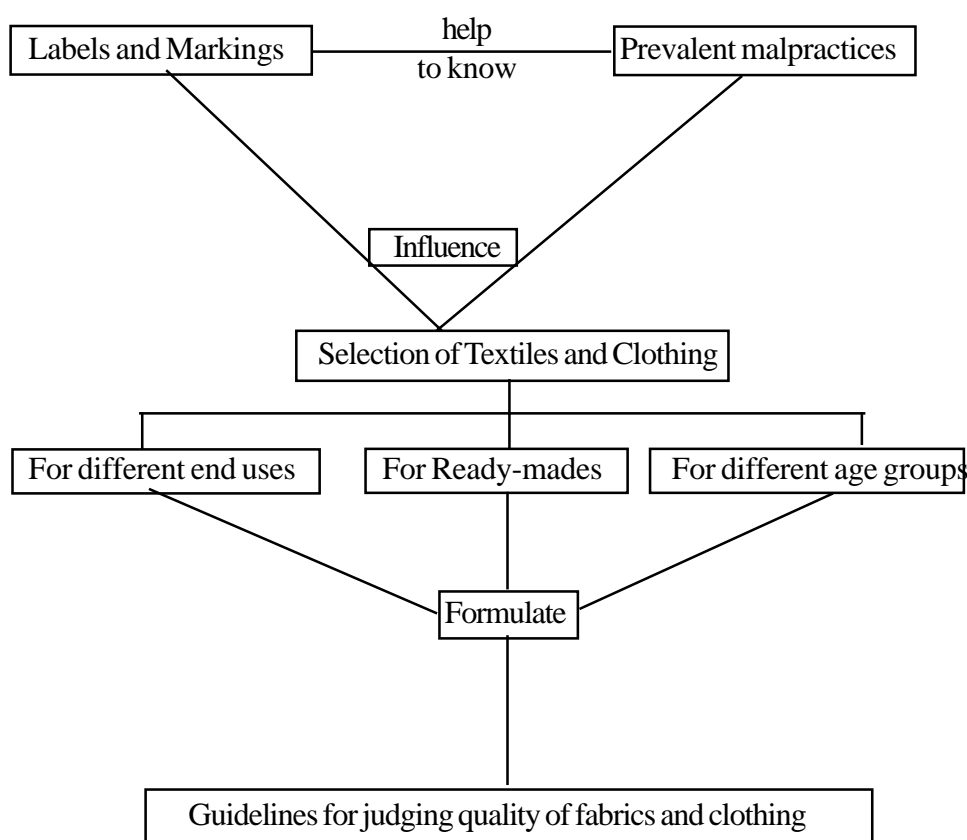 help
Labels and Markings
Prevalent malpractices
to know
Influence
Selection of Textiles and Clothing
For different end uses
For Ready-mades
For different age groups
Formulate
Guidelines for judging quality of fabrics and clothing